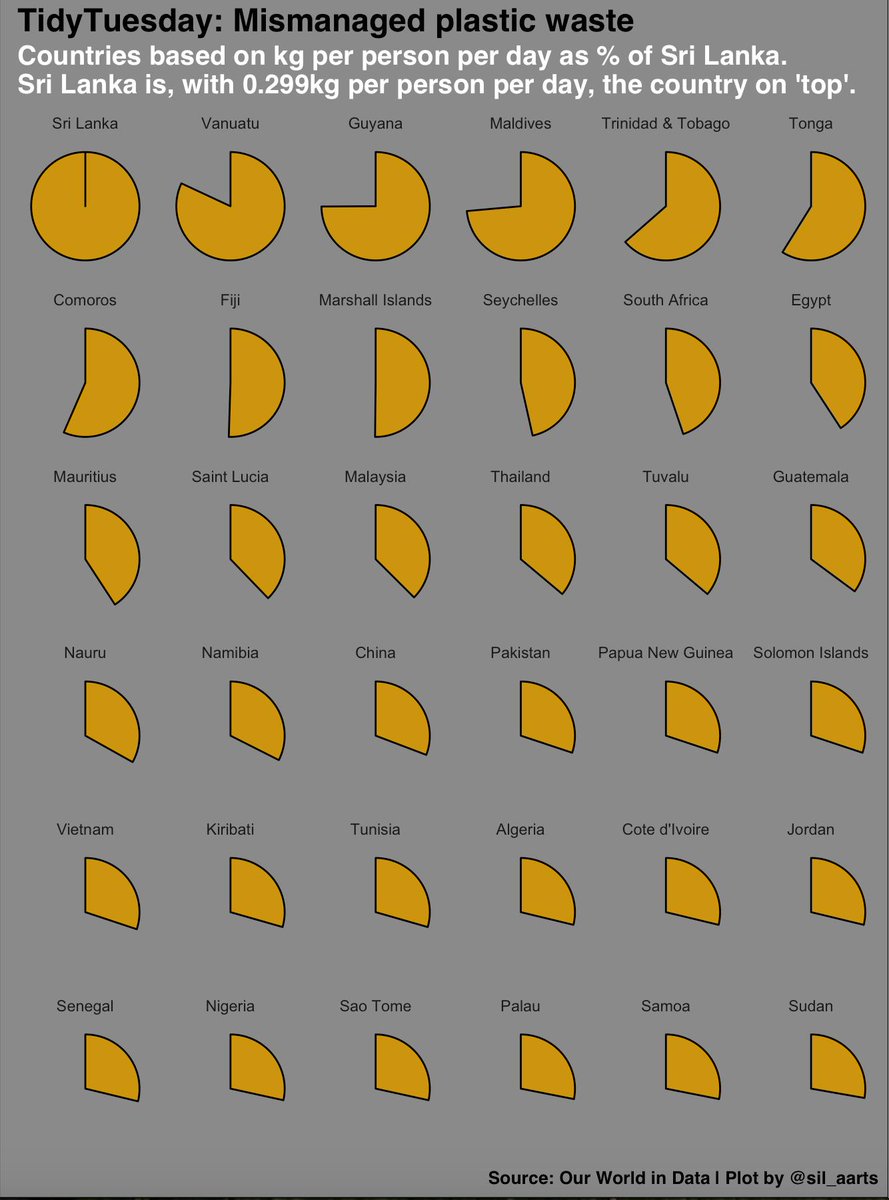 TidyTuesday: Mismanaged plastic waste
Countries based on kg per person per day as % of Sri Lanka.
Sri Lanka is, with 0.299kg per person per day, the country on 'top'.
Sri Lanka Vanuatu Guyana Maldives Trinidad & Tobago Tonga
Comoros Fiji Marshall Islands Seychelles South Africa Egypt
Mauritius Saint Lucia Malaysia Thailand Tuvalu Guatemala
Nauru Namibia China Pakistan Papua New Guinea Solomon Islands
Vietnam Kiribati Tunisia Algeria Cote d'Ivoire Jordan
Senegal Nigeria Sao Tome Palau Samoa Sudan
Source: Our World in Data I Plot by @sil_aarts